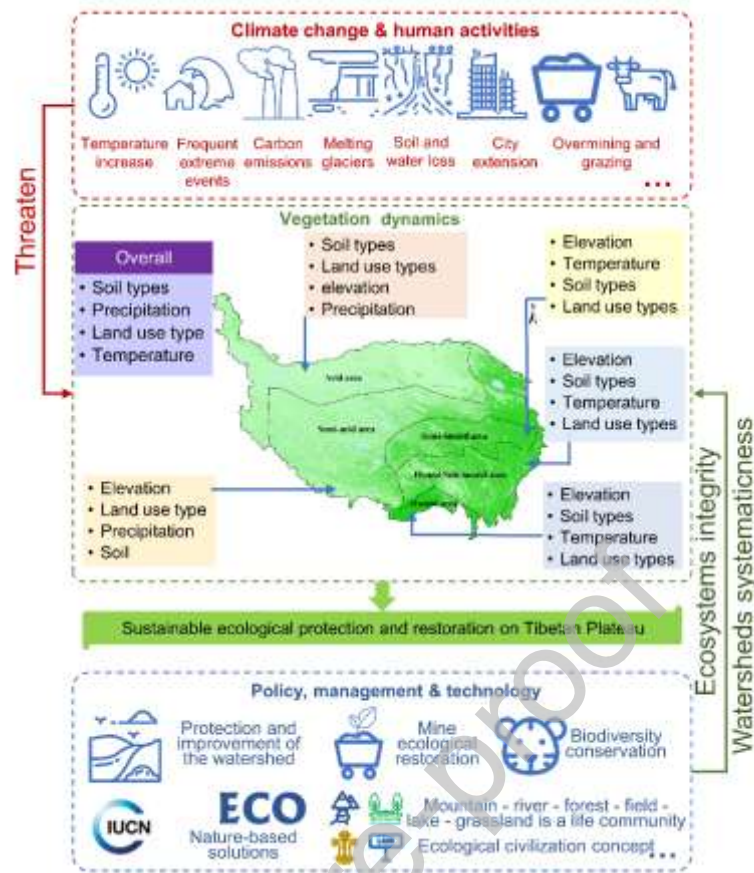 Climate change & human activities
Temperature
increase
Frequent
extreme
events
Carbon
emissions
Melting
glaciers
Soil and
water loss
City
extension
Overmining and
grazing
...
Threaten
Vegetation dynamics
Overall
• Soil types
• Precipitation
• Land use type
• Temperature
• Soil types
• Land use types
• elevation
• Precipitation
• Elevation
• Temperature
• Soil types
• Land use types
• Elevation
• Soil types
• Temperature
• Land use types
Arid area
Semi-arid area
Semi-humid area
Humid area
• Elevation
• Land use type
• Precipitation
• Soil
• Elevation
• Soil types
• Temperature
• Land use types
Ecosystems integrity
Watersheds systematicness
Sustainable ecological protection and restoration on Tibetan Plateau
Policy, management & technology
Protection and
improvement of
the watershed
Mine
ecological
restoration
Biodiversity
conservation
IUCN
ECO
Nature-based
solutions
Mountain - river - forest - field -
lake - grassland is a life community
Ecological civilization concept
...
proof